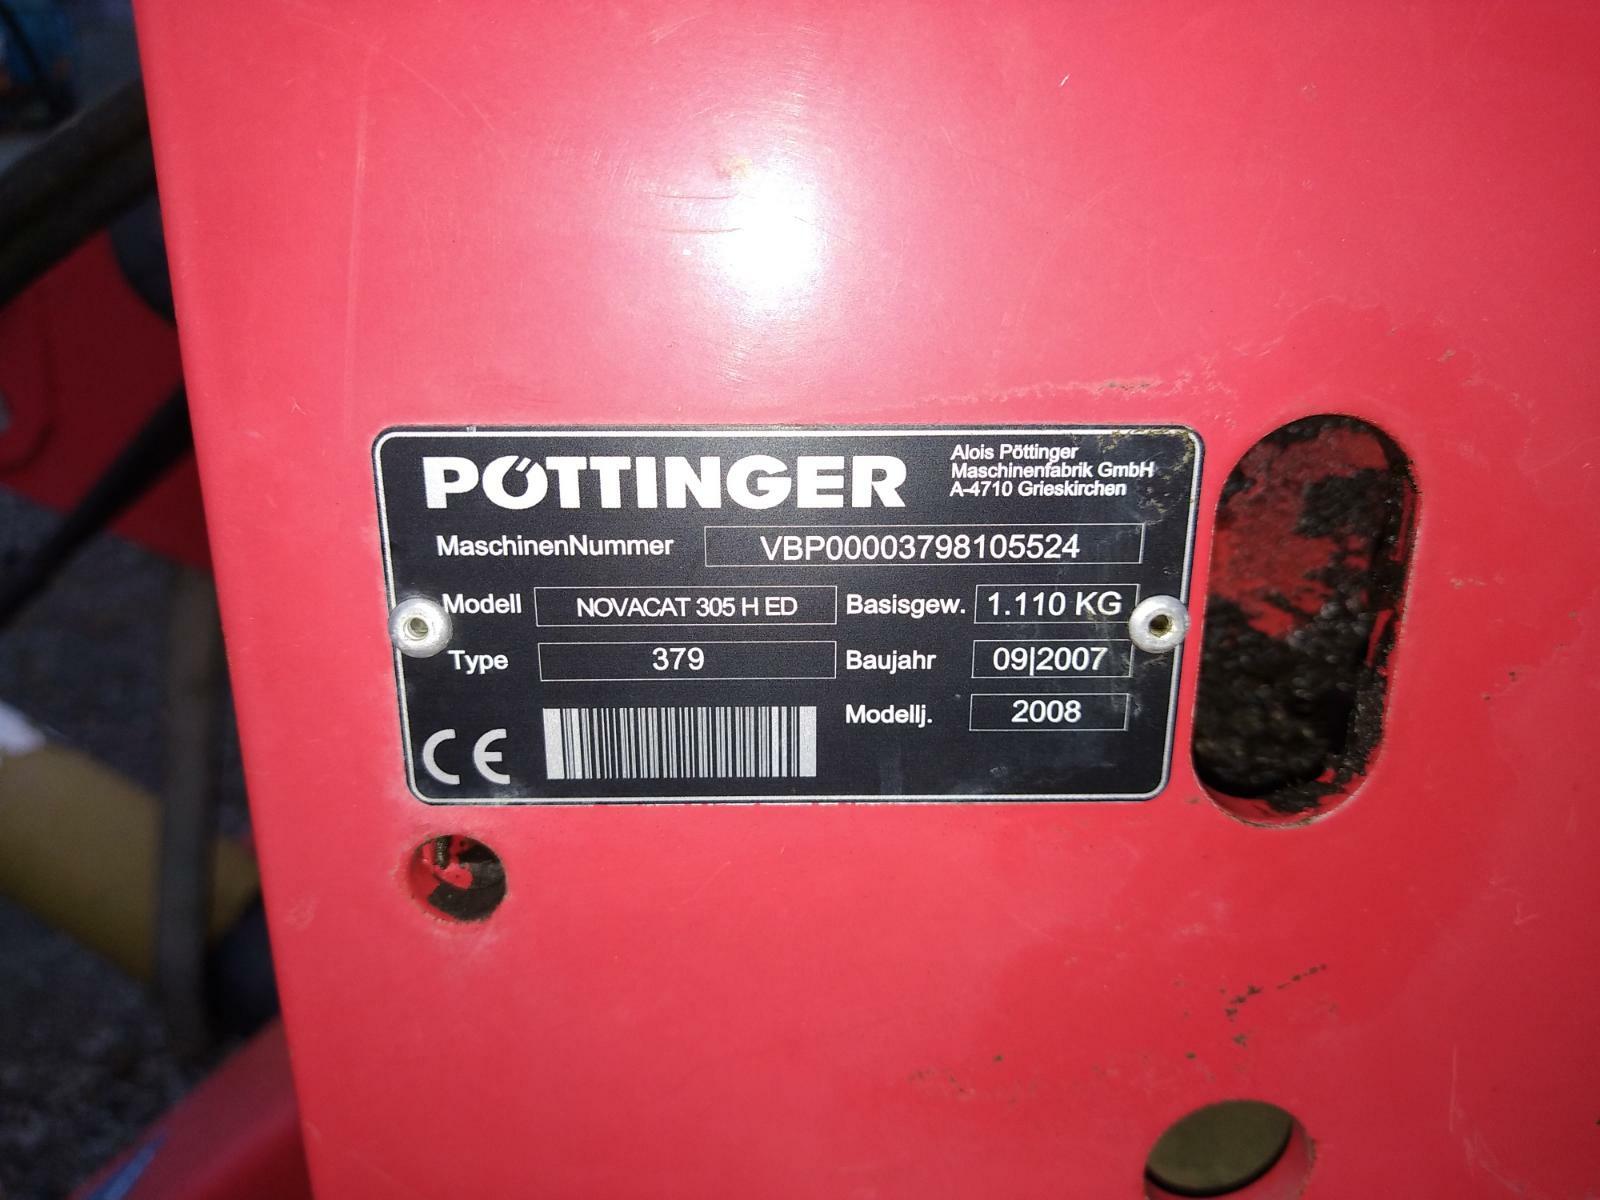 PÖTTINGER
Alois Pöttinger
Maschinenfabrik GmbH
A-4710 Grieskirchen
MaschinenNummer VBP00003798105524
Modell NOVACAT 305 H ED Basisgew. 1.110 KG
Type 379 Baujahr 09|2007
Modellj. 2008
CE